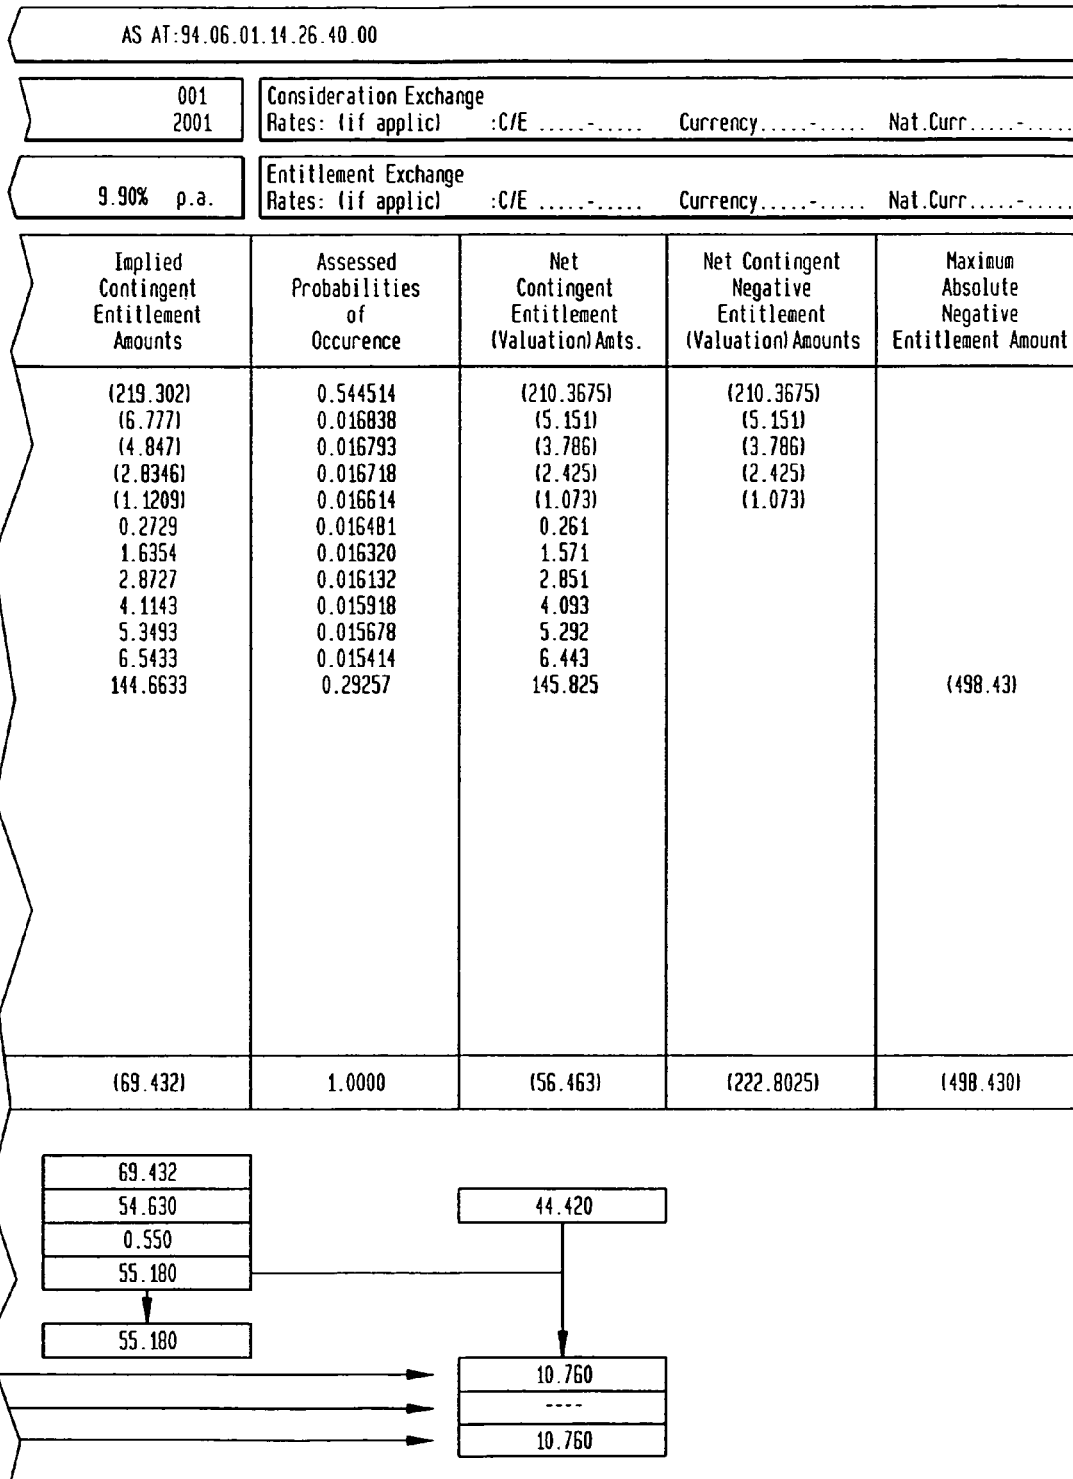 AS AT:94.06.01.14.26.40.00
001
2001
Consideration Exchange
Rates: (if applic) :C/E .....-..... Currency.....-..... Nat.Curr.....-.....
9.90% p.a.
Entitlement Exchange
Rates: (if applic) :C/E .....-..... Currency.....-..... Nat.Curr.....-.....
Implied Assessed Net Net Contingent Maximum
Contingent Probabilities Contingent Negative Absolute
Entitlement of Entitlement Entitlement Negative
Amounts Occurence (Valuation)Amts. (Valuation)Amounts Entitlement Amount
(219.302) 0.544514 (210.3675) (210.3675)
(6.777) 0.016838 (5.151) (5.151)
(4.847) 0.016793 (3.786) (3.786)
(2.8346) 0.016718 (2.425) (2.425)
(1.1209) 0.016614 (1.073) (1.073)
0.2729 0.016481 0.261
1.6354 0.016320 1.571
2.8727 0.016132 2.851
4.1143 0.015918 4.093
5.3493 0.015678 5.292
6.5433 0.015414 6.443
144.6633 0.29257 145.825 (498.43)
(69.432) 1.0000 (56.463) (222.8025) (498.430)
69.432
54.630 44.420
0.550
55.180
55.180
10.760
----
10.760